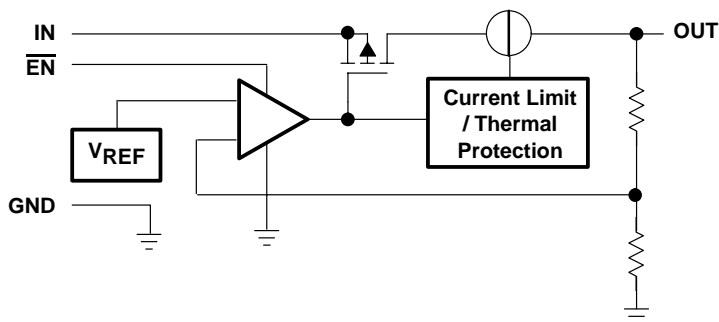 IN
OUT
EN
Current Limit
/ Thermal
Protection
VREF
GND